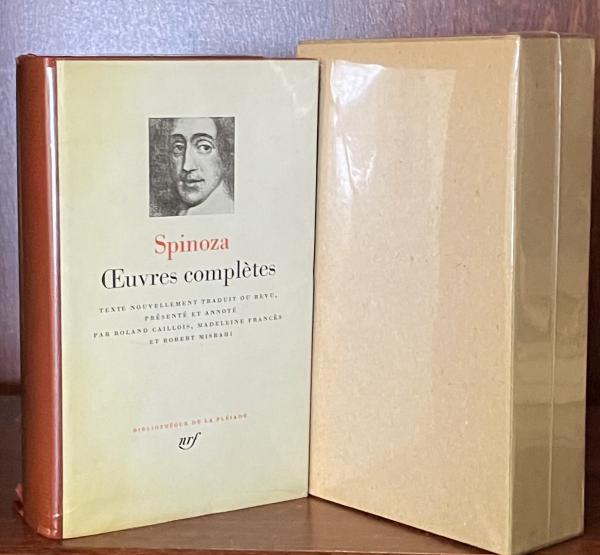 Spinoza
Œuvres complètes
TEXTE NOUVELLEMENT TRADUIT OU REVU,
PRÉSENTÉ ET ANNOTÉ
PAR ROLAND CAILLOIS, MADELEINE FRANCÈS
ET ROBERT MISRAHI
BIBLIOTHÈQUE DE LA PLÉIADE
nrf